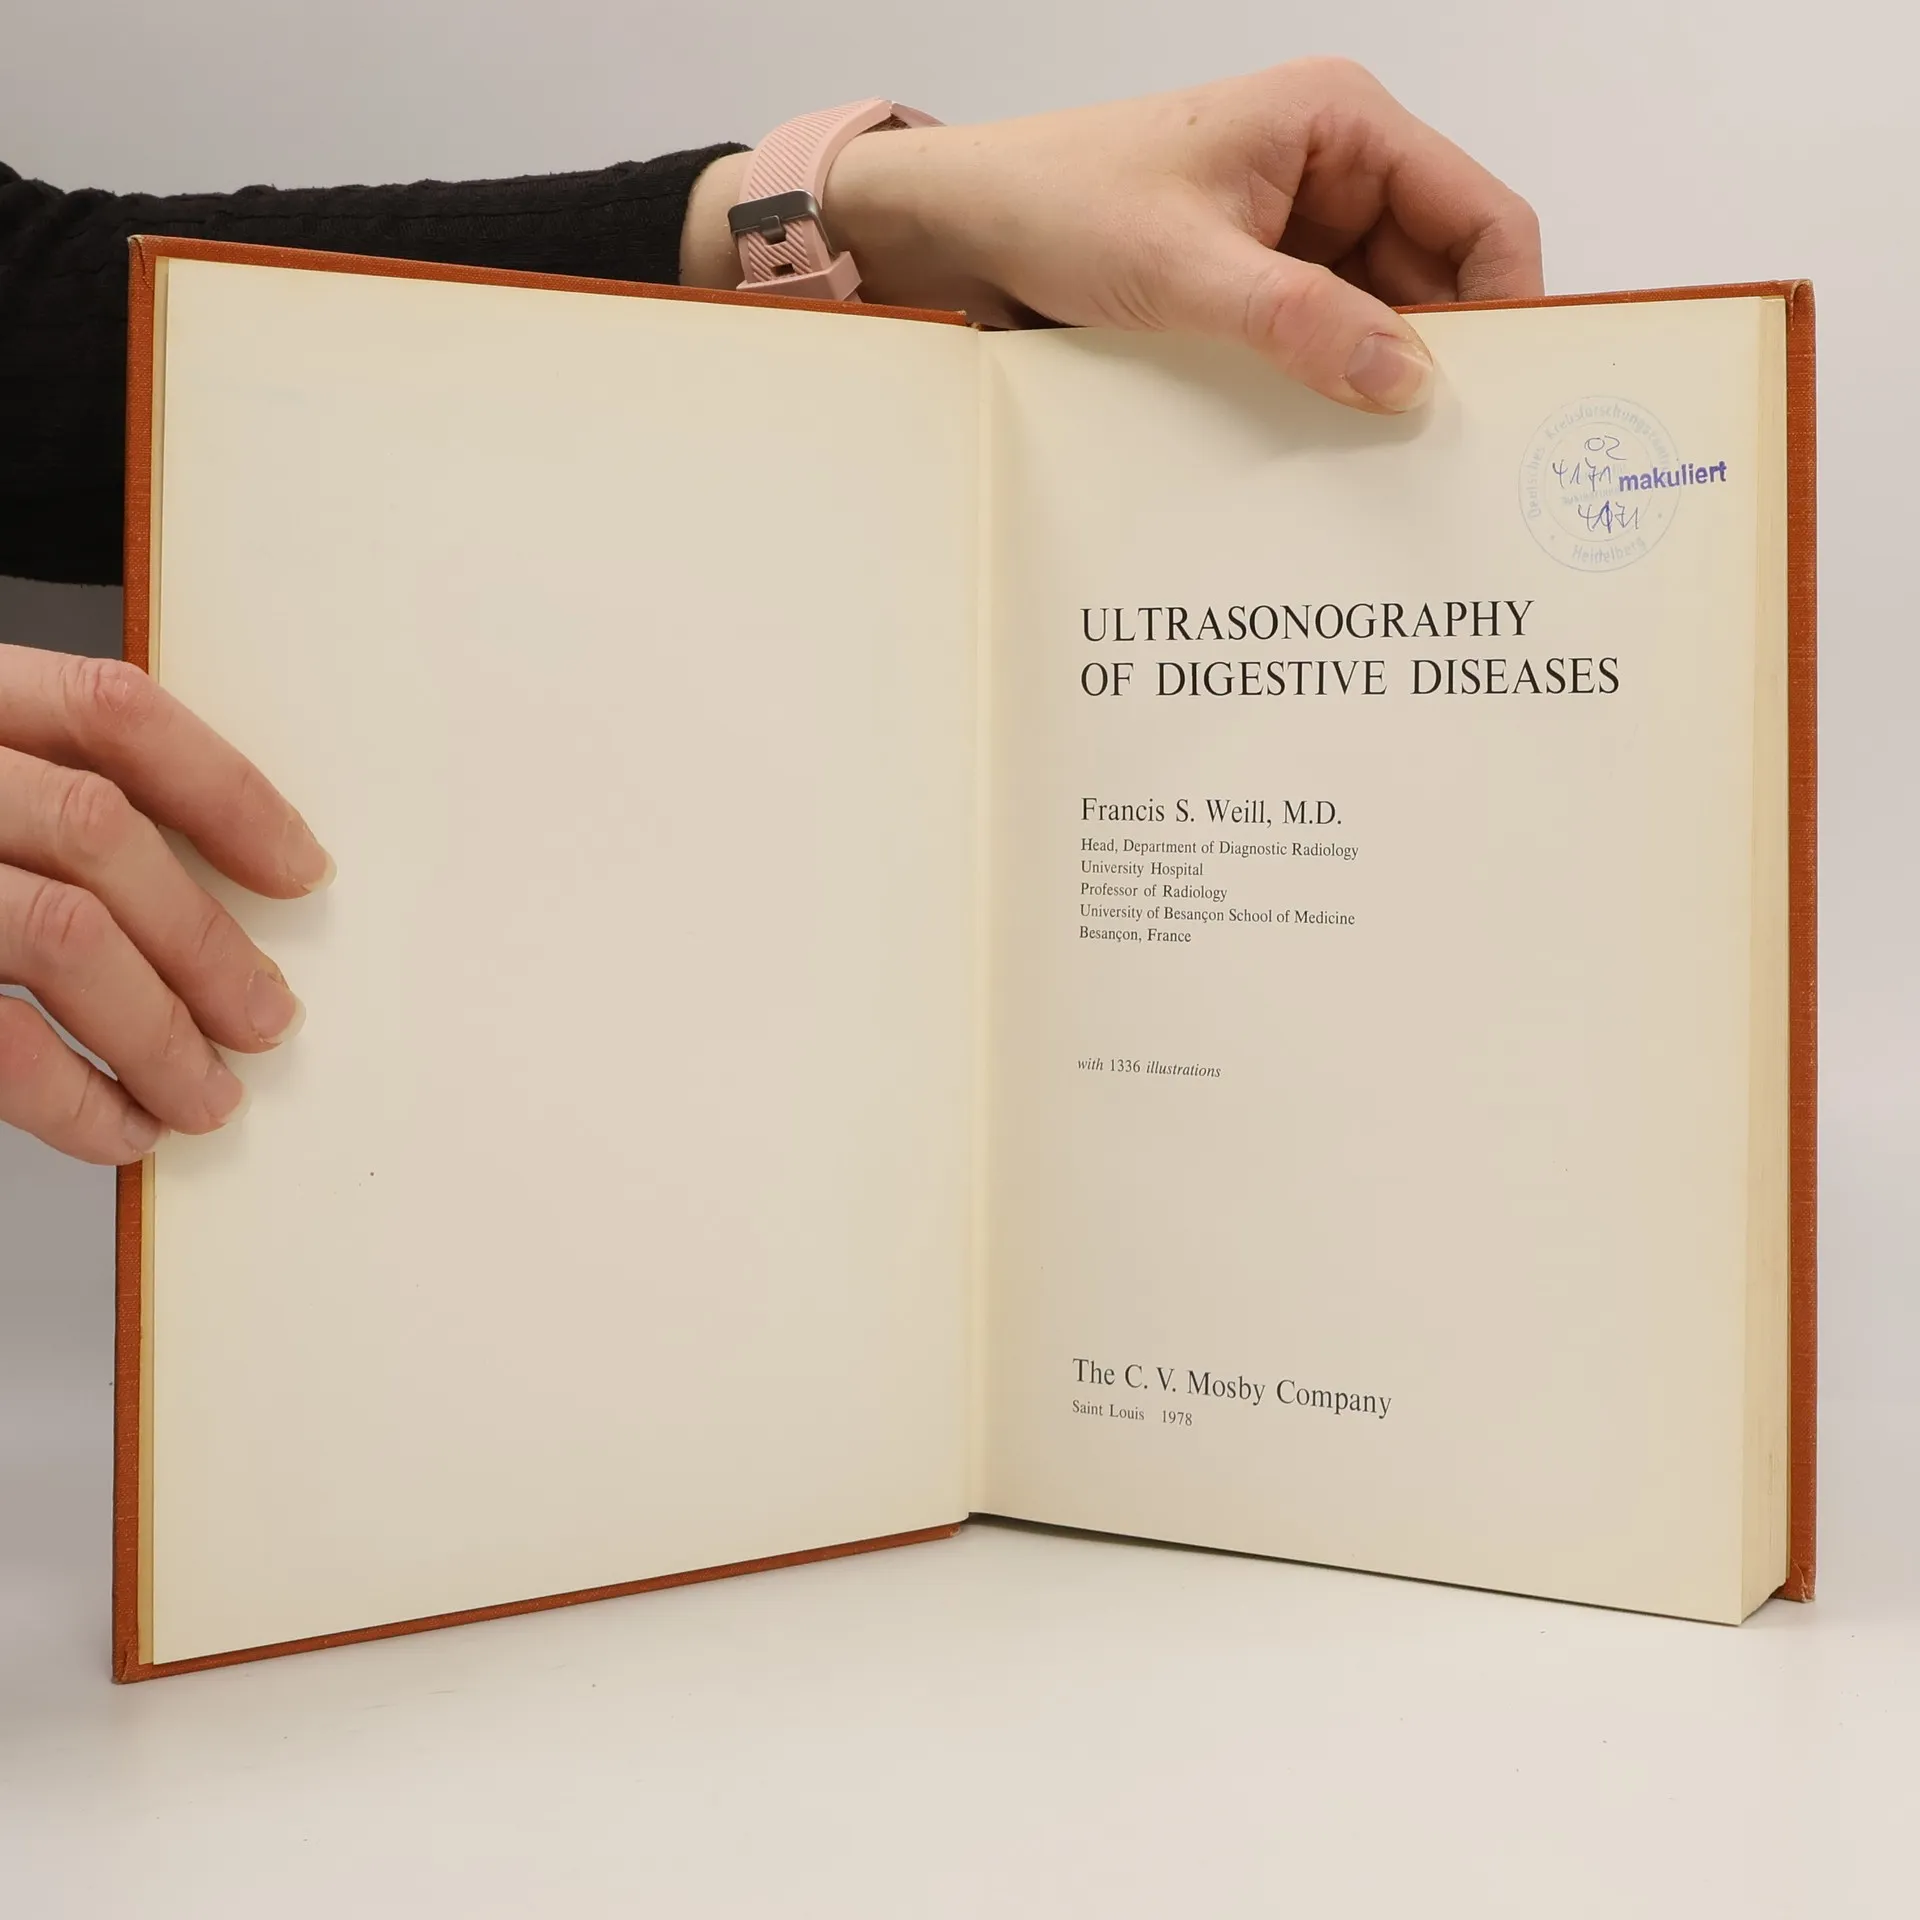 Deutsches Krebsforschungszentrum
02
4171
makuliert
4171
Heidelberg
ULTRASONOGRAPHY
OF DIGESTIVE DISEASES
Francis S. Weill, M.D.
Head, Department of Diagnostic Radiology
University Hospital
Professor of Radiology
University of Besançon School of Medicine
Besançon, France
with 1336 illustrations
The C. V. Mosby Company
Saint Louis 1978